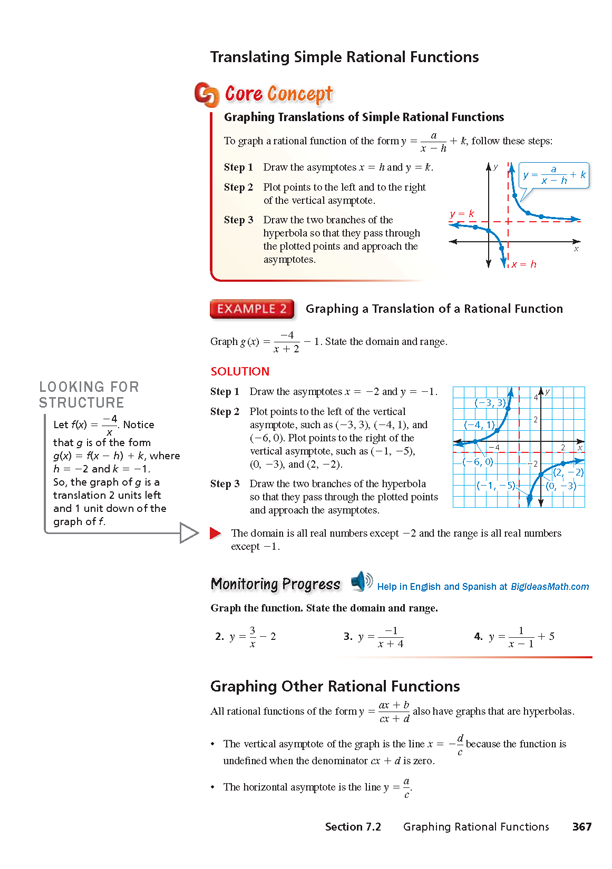 Translating Simple Rational Functions
Core Concept
Graphing Translations of Simple Rational Functions
To graph a rational function of the form y = a/(x − h) + k, follow these steps:
Step 1 Draw the asymptotes x = h and y = k.
Step 2 Plot points to the left and to the right
of the vertical asymptote.
Step 3 Draw the two branches of the
hyperbola so that they pass through
the plotted points and approach the
asymptotes.
y
y = a/(x − h) + k
y = k
x
x = h
EXAMPLE 2 Graphing a Translation of a Rational Function
Graph g(x) = −4/(x + 2) − 1. State the domain and range.
SOLUTION
Step 1 Draw the asymptotes x = −2 and y = −1.
Step 2 Plot points to the left of the vertical
asymptote, such as (−3, 3), (−4, 1), and
(−6, 0). Plot points to the right of the
vertical asymptote, such as (−1, −5),
(0, −3), and (2, −2).
Step 3 Draw the two branches of the hyperbola
so that they pass through the plotted points
and approach the asymptotes.
4 y
(−3, 3)
2
(−4, 1)
−4 2 x
(−6, 0) −2
(2, −2)
(−1, −5) (0, −3)
LOOKING FOR
STRUCTURE
Let f(x) = −4/x. Notice
that g is of the form
g(x) = f(x − h) + k, where
h = −2 and k = −1.
So, the graph of g is a
translation 2 units left
and 1 unit down of the
graph of f.
The domain is all real numbers except −2 and the range is all real numbers
except −1.
Monitoring Progress Help in English and Spanish at BigIdeasMath.com
Graph the function. State the domain and range.
2. y = 3/x − 2 3. y = −1/(x + 4) 4. y = 1/(x − 1) + 5
Graphing Other Rational Functions
All rational functions of the form y = (ax + b)/(cx + d) also have graphs that are hyperbolas.
• The vertical asymptote of the graph is the line x = −d/c because the function is
undefined when the denominator cx + d is zero.
• The horizontal asymptote is the line y = a/c.
Section 7.2 Graphing Rational Functions 367